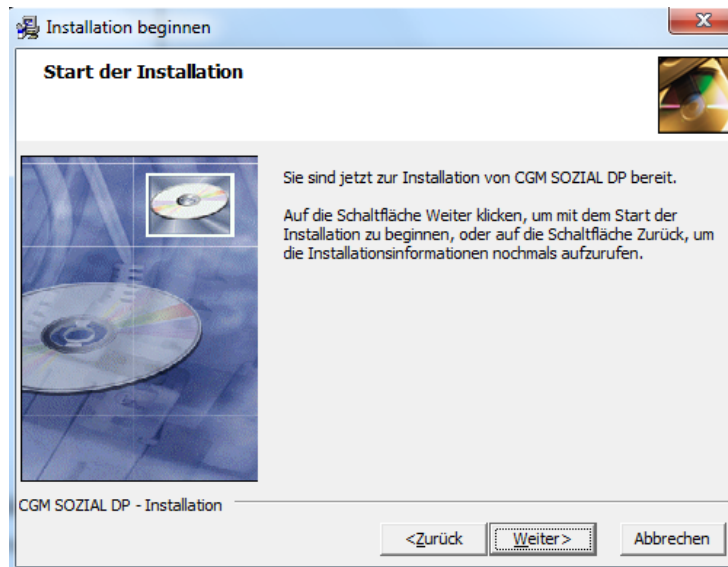 Installation beginnen
Start der Installation
Sie sind jetzt zur Installation von CGM SOZIAL DP bereit.
Auf die Schaltfläche Weiter klicken, um mit dem Start der
Installation zu beginnen, oder auf die Schaltfläche Zurück, um
die Installationsinformationen nochmals aufzurufen.
CGM SOZIAL DP - Installation
<Zurück
Weiter>
Abbrechen